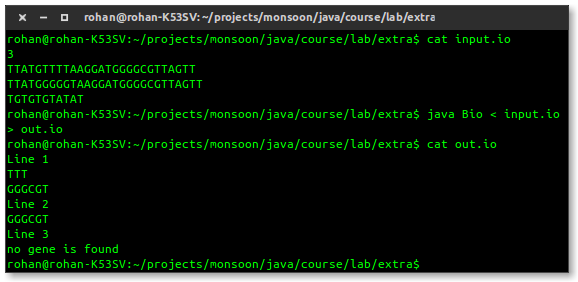 rohan@rohan-K53SV: ~/projects/monsoon/java/course/lab/extra
rohan@rohan-K53SV:~/projects/monsoon/java/course/lab/extra$ cat input.io
3
TTATGTTTTAAGGATGGGGCGTTAGTT
TTATGGGGGTAAGGATGGGGCGTTAGTT
TGTGTGTATAT
rohan@rohan-K53SV:~/projects/monsoon/java/course/lab/extra$ java Bio < input.io
> out.io
rohan@rohan-K53SV:~/projects/monsoon/java/course/lab/extra$ cat out.io
Line 1
TTT
GGGCGT
Line 2
GGGCGT
Line 3
no gene is found
rohan@rohan-K53SV:~/projects/monsoon/java/course/lab/extra$